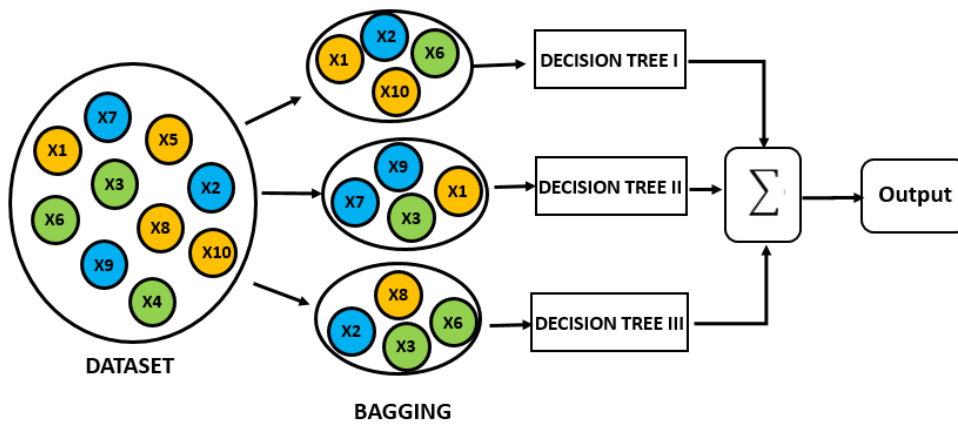 X7
X1
X5
X3
X2
X6
X8
X9
X10
X4
DATASET
X2
X1
X6
X10
X9
X7
X1
X3
X8
X2
X6
X3
BAGGING
DECISION TREE I
DECISION TREE II
DECISION TREE III
∑
Output